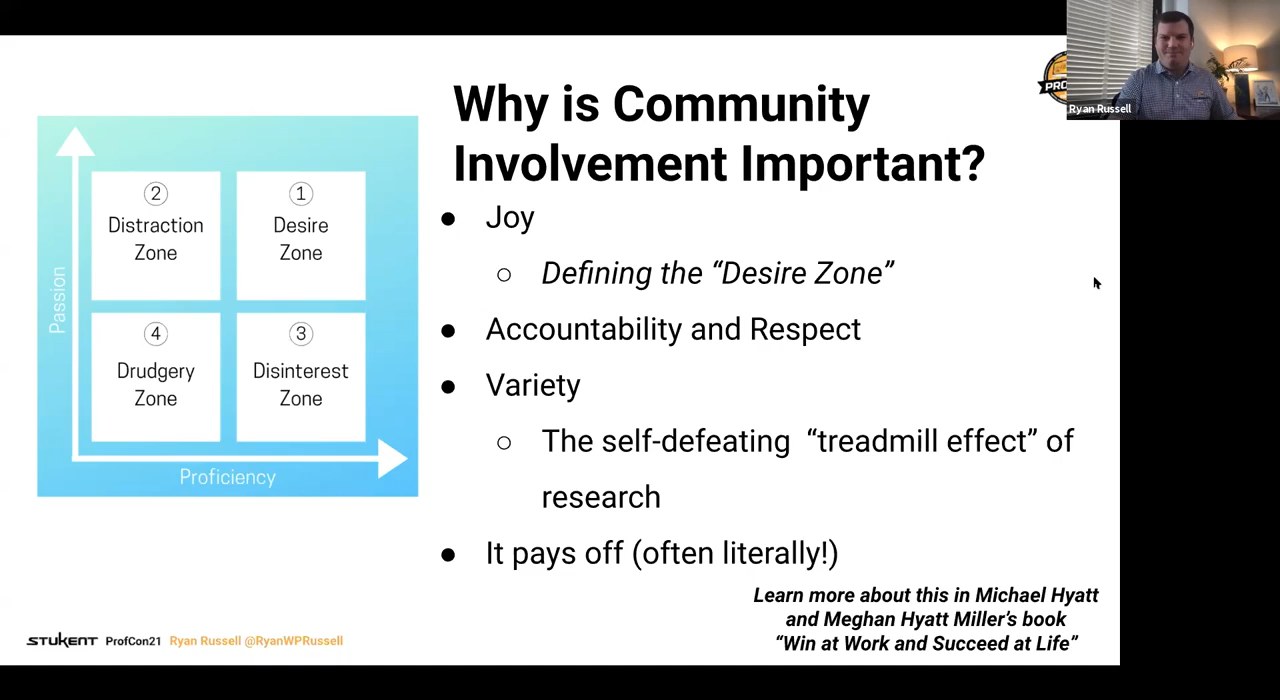 Why is Community
Involvement Important?
● Joy
○ Defining the “Desire Zone”
● Accountability and Respect
● Variety
○ The self-defeating “treadmill effect” of
research
● It pays off (often literally!)
Learn more about this in Michael Hyatt
and Meghan Hyatt Miller’s book
“Win at Work and Succeed at Life”
Passion
② Distraction
Zone
① Desire
Zone
④ Drudgery
Zone
③ Disinterest
Zone
Proficiency
STUKENT ProfCon21 Ryan Russell @RyanWPRussell
PRO
Ryan Russell